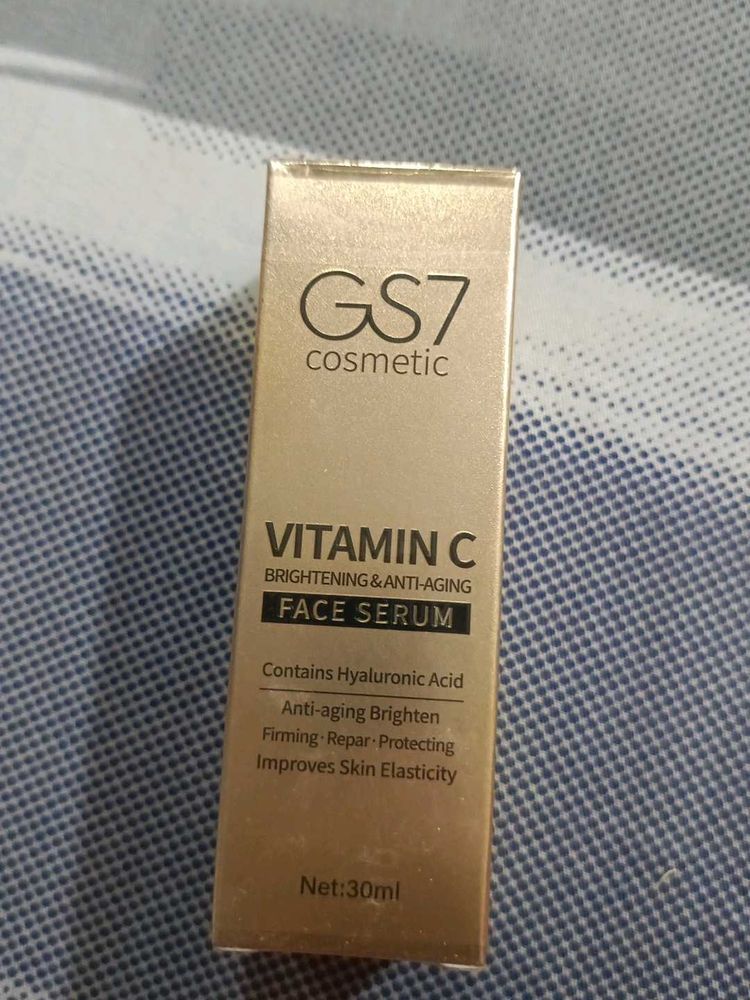 GS7
cosmetic
VITAMIN C
BRIGHTENING & ANTI-AGING
FACE SERUM
Contains Hyaluronic Acid
Anti-aging Brighten
Firming · Repar · Protecting
Improves Skin Elasticity
Net:30ml